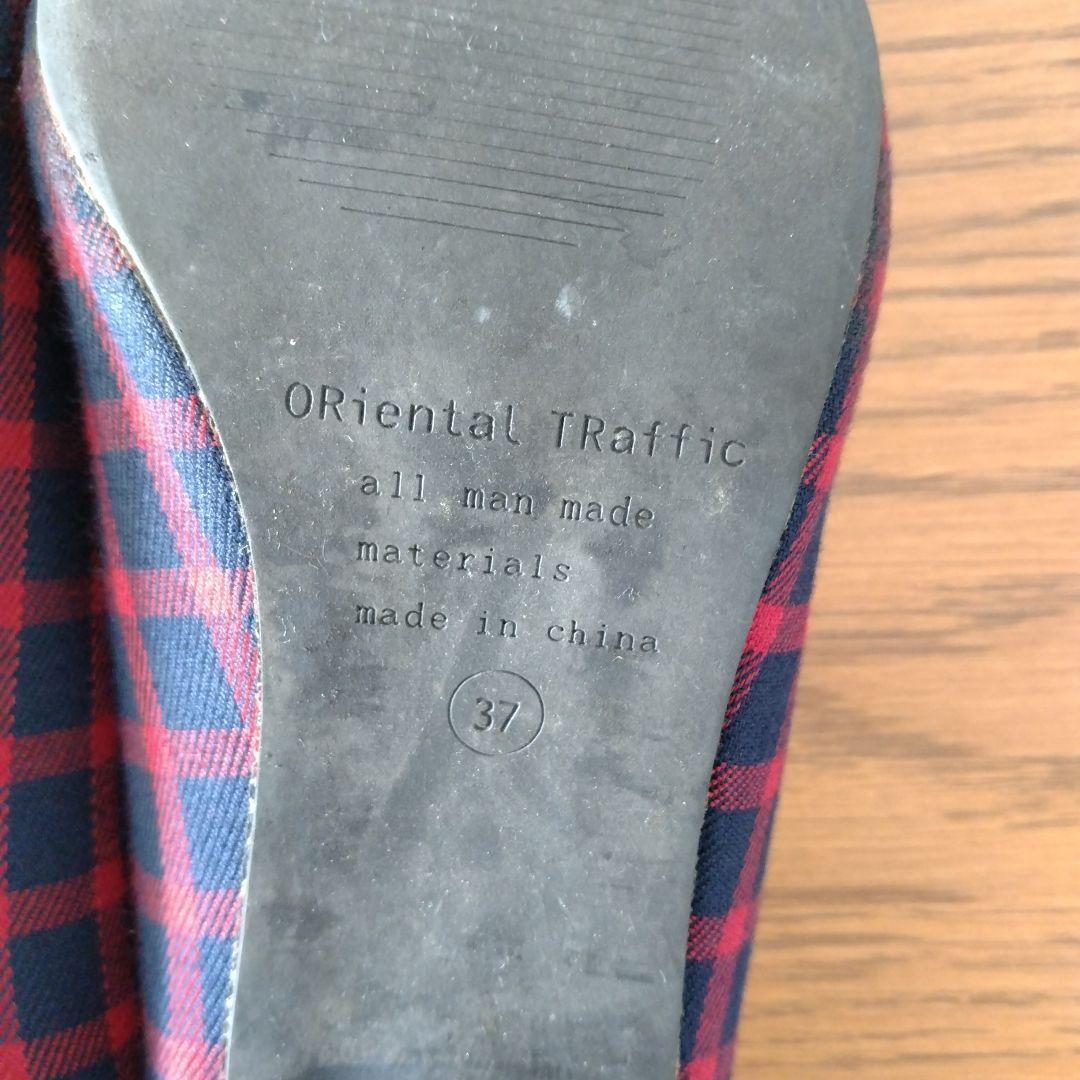 ORiental TRaffic
all man made
materials
made in china
37